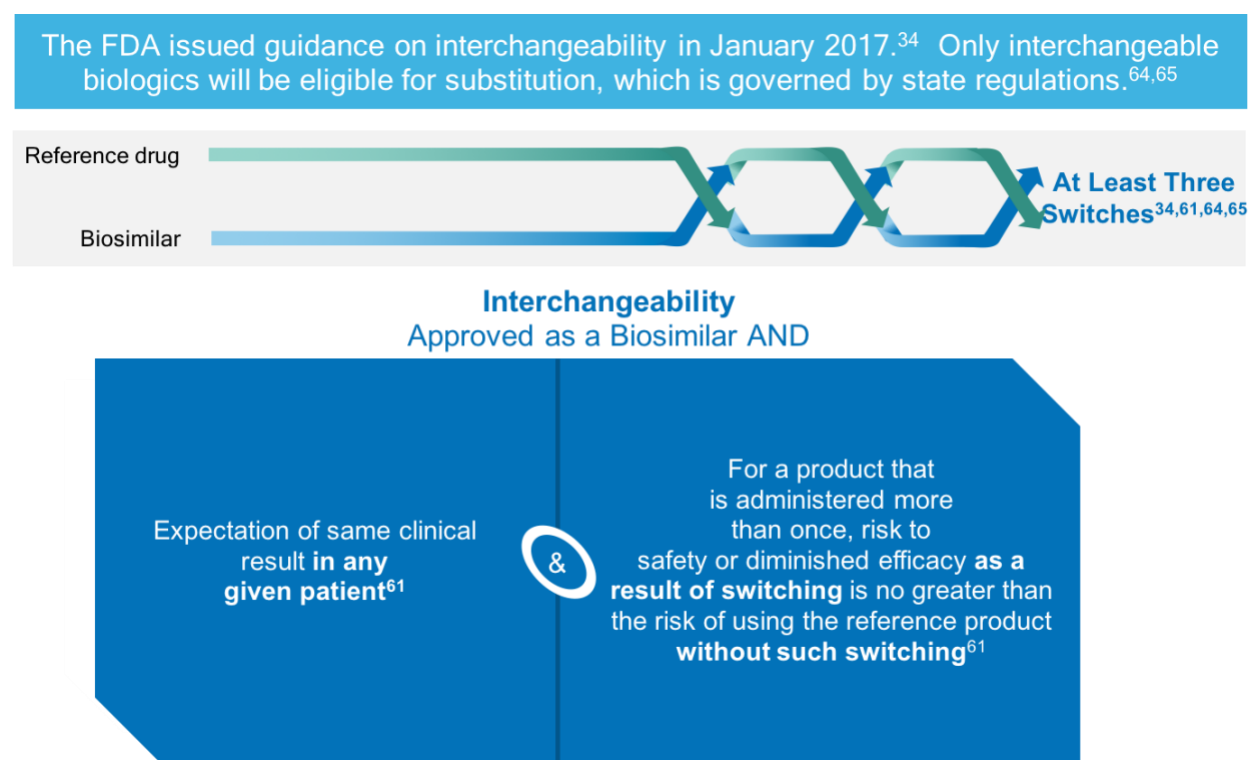 The FDA issued guidance on interchangeability in January 2017.34 Only interchangeable
biologics will be eligible for substitution, which is governed by state regulations.64,65
Reference drug
Biosimilar
At Least Three
Switches34,61,64,65
Interchangeability
Approved as a Biosimilar AND
Expectation of same clinical
result in any
given patient61
&
For a product that
is administered more
than once, risk to
safety or diminished efficacy as a
result of switching is no greater than
the risk of using the reference product
without such switching61